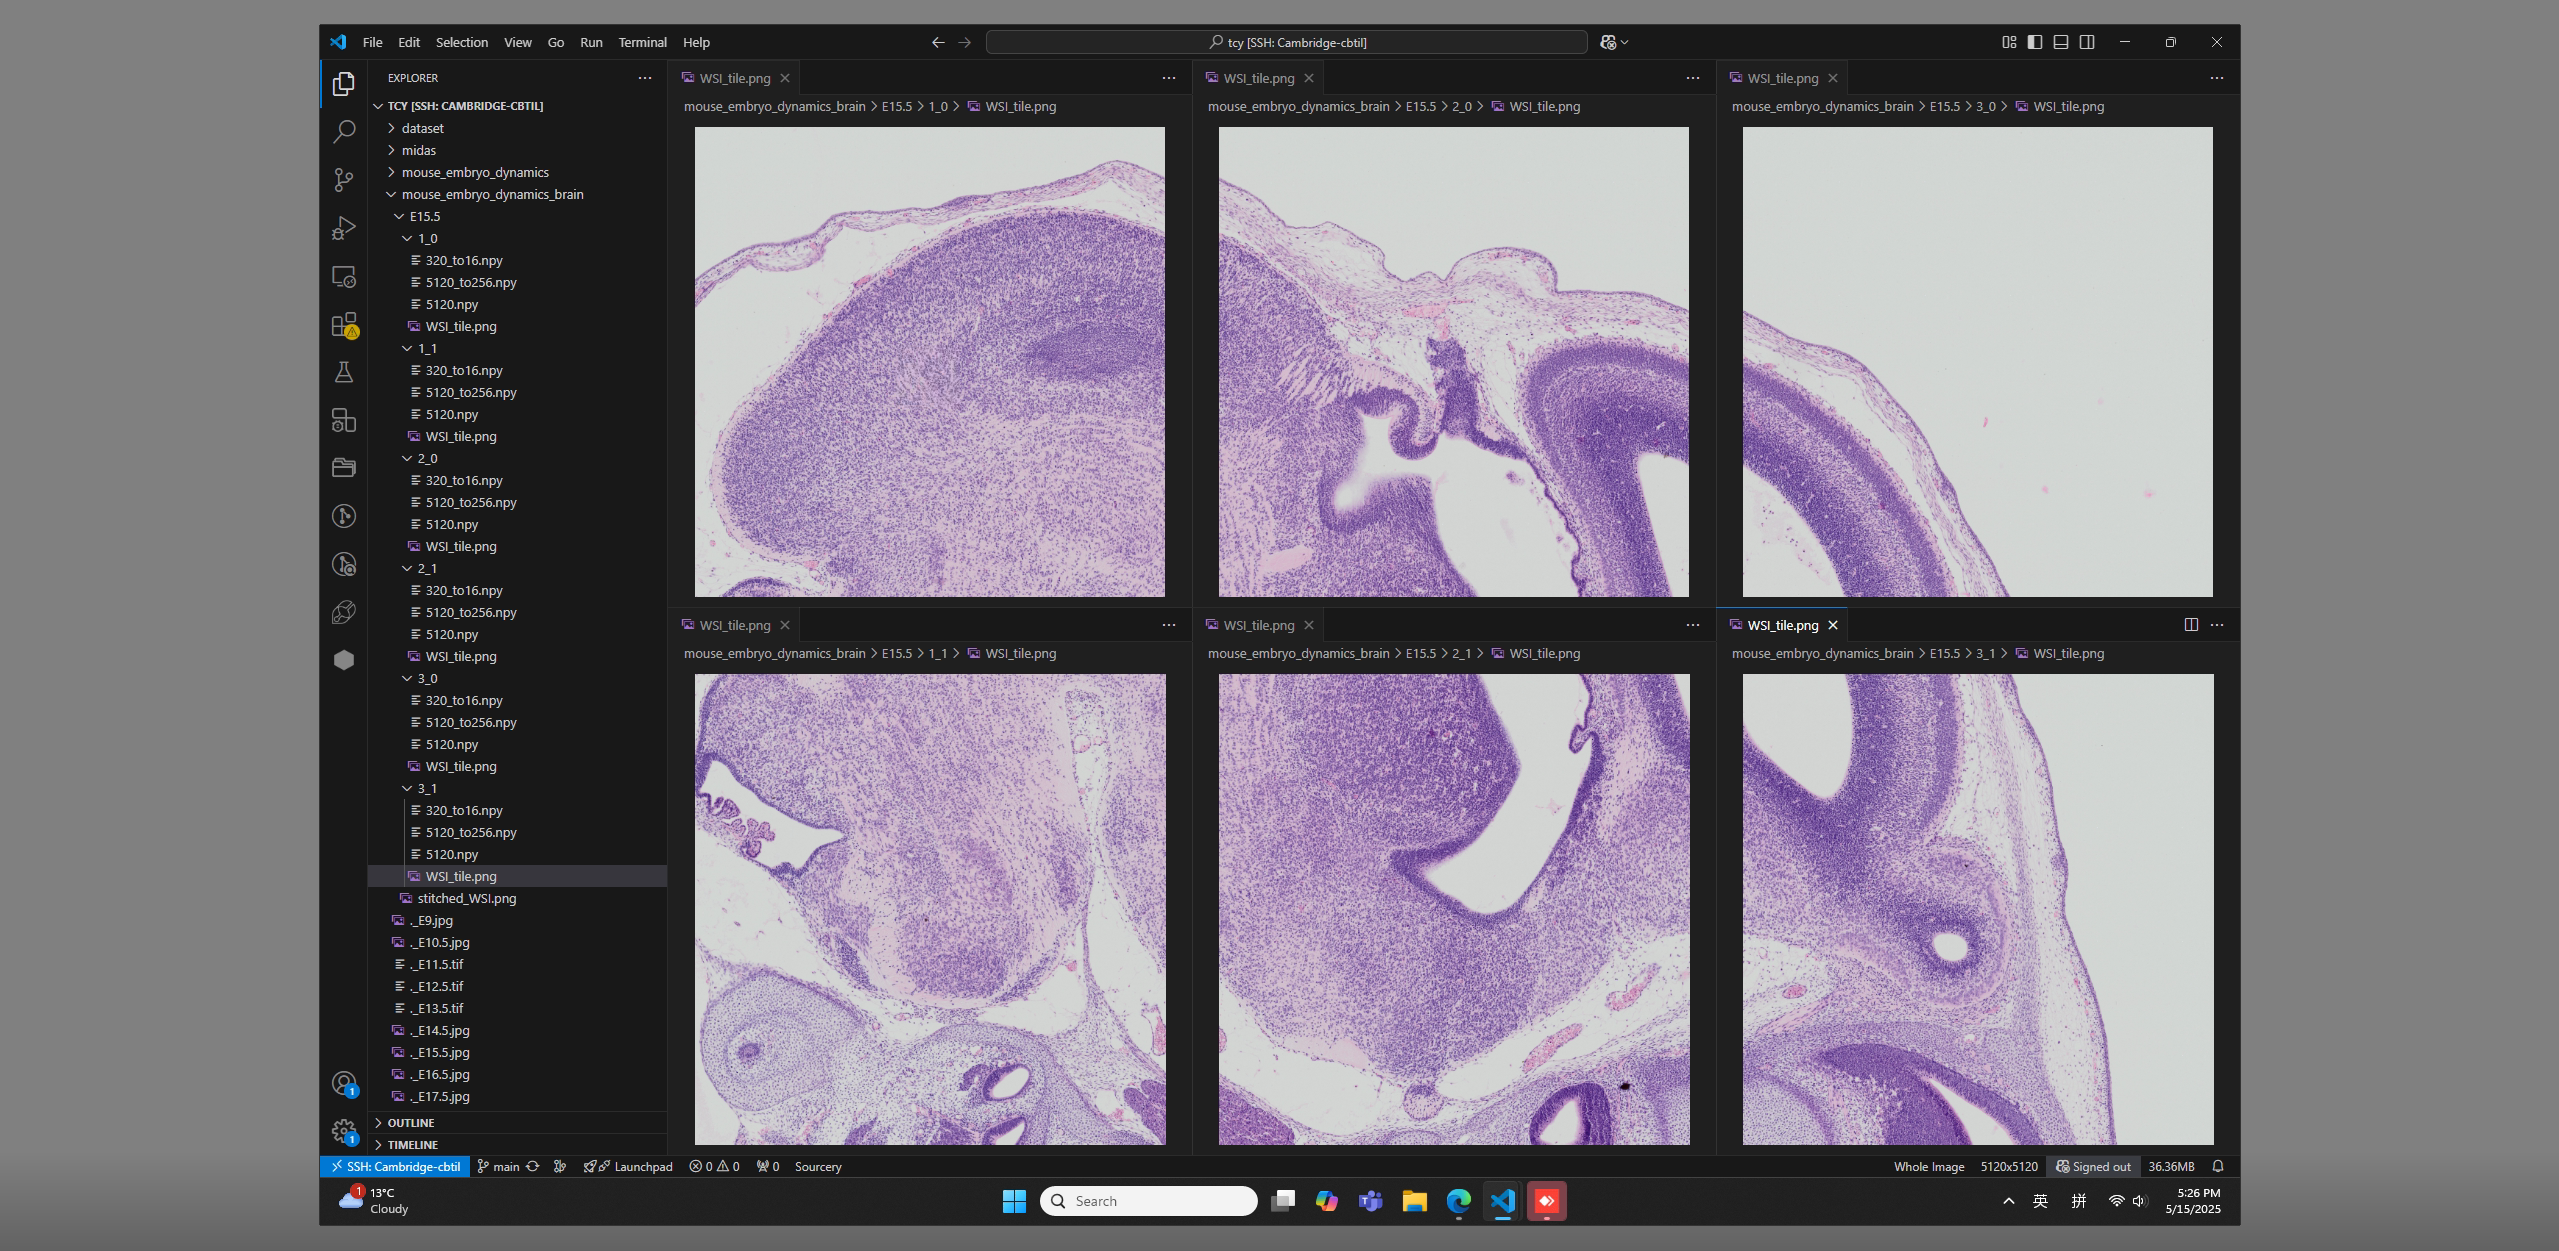 File Edit Selection View Go Run Terminal Help
tcy [SSH: Cambridge-cbtil]
EXPLORER
TCY [SSH: CAMBRIDGE-CBTIL]
dataset
midas
mouse_embryo_dynamics
mouse_embryo_dynamics_brain
E15.5
1_0
320_to16.npy
5120_to256.npy
5120.npy
WSI_tile.png
1_1
320_to16.npy
5120_to256.npy
5120.npy
WSI_tile.png
2_0
320_to16.npy
5120_to256.npy
5120.npy
WSI_tile.png
2_1
320_to16.npy
5120_to256.npy
5120.npy
WSI_tile.png
3_0
320_to16.npy
5120_to256.npy
5120.npy
WSI_tile.png
3_1
320_to16.npy
5120_to256.npy
5120.npy
WSI_tile.png
stitched_WSI.png
._E9.jpg
._E10.5.jpg
._E11.5.tif
._E12.5.tif
._E13.5.tif
._E14.5.jpg
._E15.5.jpg
._E16.5.jpg
._E17.5.jpg
OUTLINE
TIMELINE
WSI_tile.png
mouse_embryo_dynamics_brain > E15.5 > 1_0 > WSI_tile.png
WSI_tile.png
mouse_embryo_dynamics_brain > E15.5 > 2_0 > WSI_tile.png
WSI_tile.png
mouse_embryo_dynamics_brain > E15.5 > 3_0 > WSI_tile.png
WSI_tile.png
mouse_embryo_dynamics_brain > E15.5 > 1_1 > WSI_tile.png
WSI_tile.png
mouse_embryo_dynamics_brain > E15.5 > 2_1 > WSI_tile.png
WSI_tile.png
mouse_embryo_dynamics_brain > E15.5 > 3_1 > WSI_tile.png
1
1
SSH: Cambridge-cbtil main Launchpad 0 0 0 Sourcery Whole Image 5120x5120 Signed out 36.36MB
1
13°C
Cloudy
Search
英 拼
5:26 PM
5/15/2025